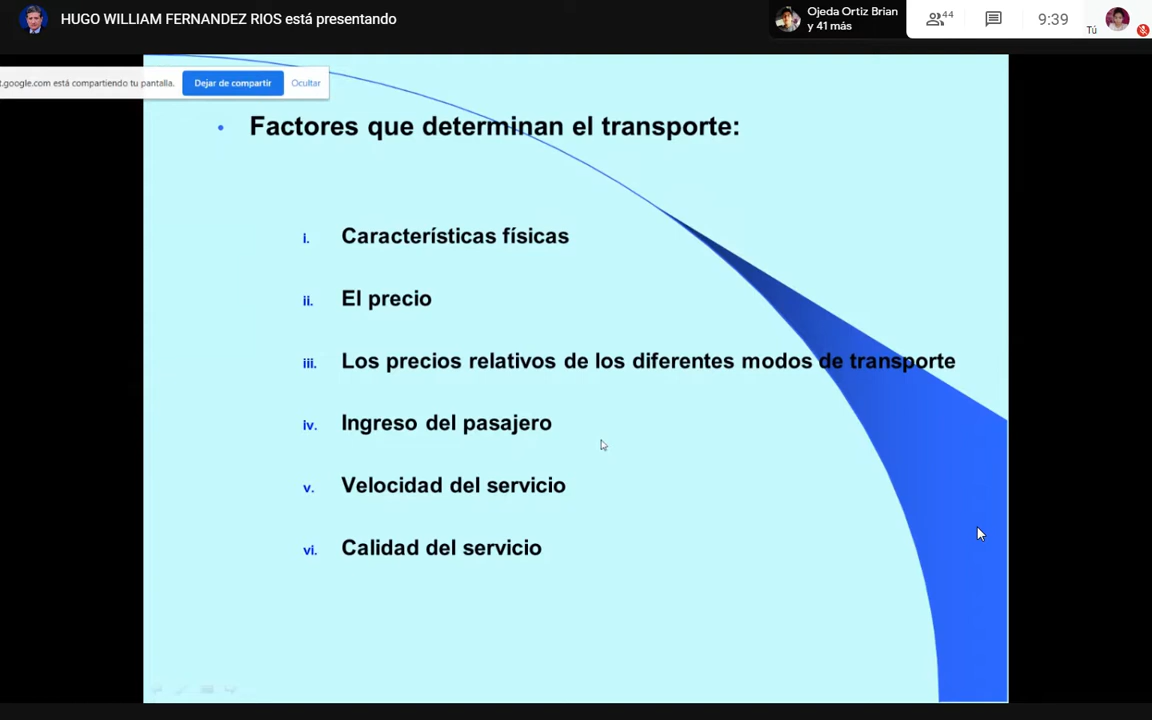 HUGO WILLIAM FERNANDEZ RIOS está presentando
Ojeda Ortiz Brian
y 41 más
44
9:39
Tú
t.google.com está compartiendo tu pantalla.
Dejar de compartir
Ocultar
• Factores que determinan el transporte:
i. Características físicas
ii. El precio
iii. Los precios relativos de los diferentes modos de transporte
iv. Ingreso del pasajero
v. Velocidad del servicio
vi. Calidad del servicio